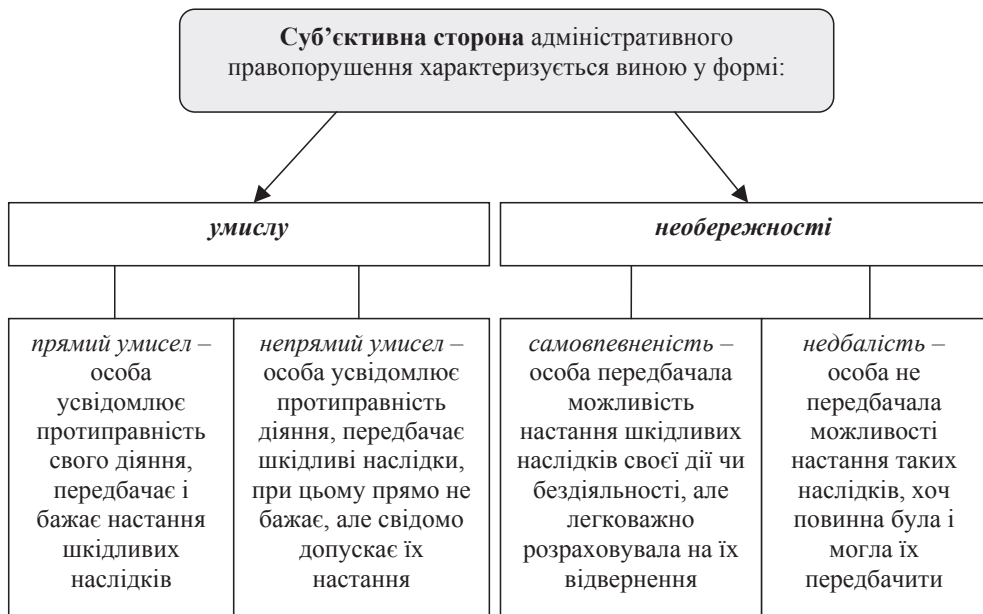 Суб’єктивна сторона адміністративного
правопорушення характеризується виною у формі:
умислу
необережності
прямий умисел –
особа
усвідомлює
протиправність
свого діяння,
передбачає і
бажає настання
шкідливих
наслідків
непрямий умисел –
особа усвідомлює
протиправність
діяння, передбачає
шкідливі наслідки,
при цьому прямо не
бажає, але свідомо
допускає їх
настання
самовпевненість –
особа передбачала
можливість
настання шкідливих
наслідків своєї дії чи
бездіяльності, але
легковажно
розраховувала на їх
відвернення
недбалість –
особа не
передбачала
можливості
настання таких
наслідків, хоч
повинна була і
могла їх
передбачити